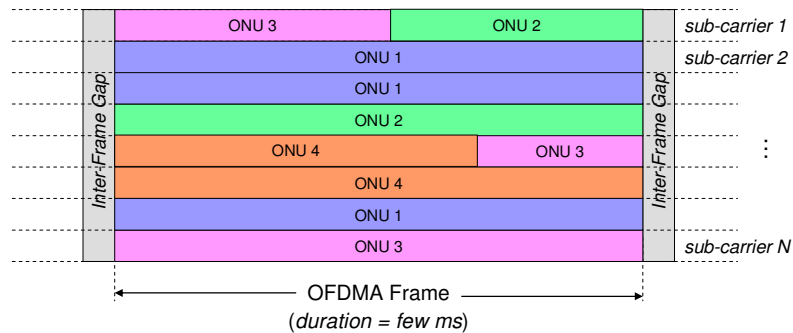 ONU 3 ONU 2 sub-carrier 1
ONU 1 sub-carrier 2
ONU 1
ONU 2
ONU 4 ONU 3 ⋮
ONU 4
ONU 1
ONU 3 sub-carrier N
Inter-Frame Gap
Inter-Frame Gap
OFDMA Frame
(duration = few ms)